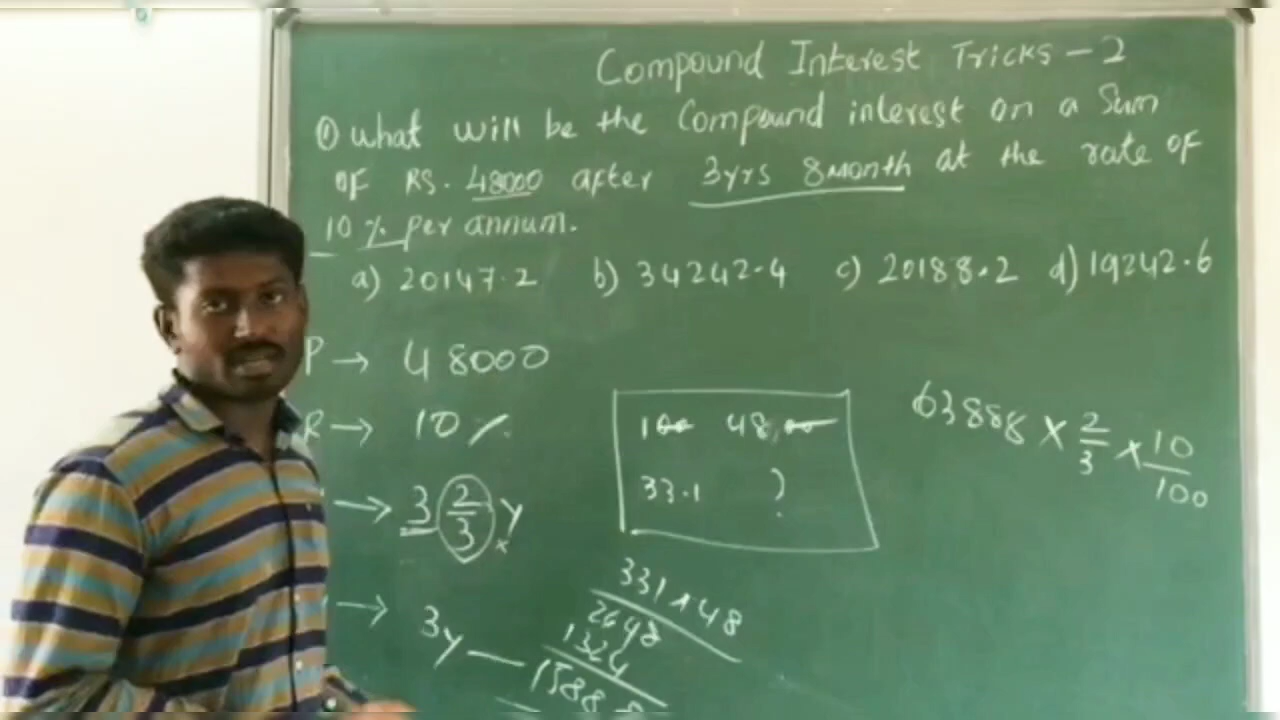 Compound Interest Tricks - 2
① What will be the Compound interest on a Sum
OF RS. 48000 after 3yrs 8month at the rate of
10 % per annum.
a) 20147.2 b) 34242.4 c) 20188.2 d) 19242.6
P → 48000
R → 10 %
→ 3 2/3 y
→
3y — 1588
100 48,00
33.1 ?
331 x 48
2648
1324
63888 × 2/3 × 10/100